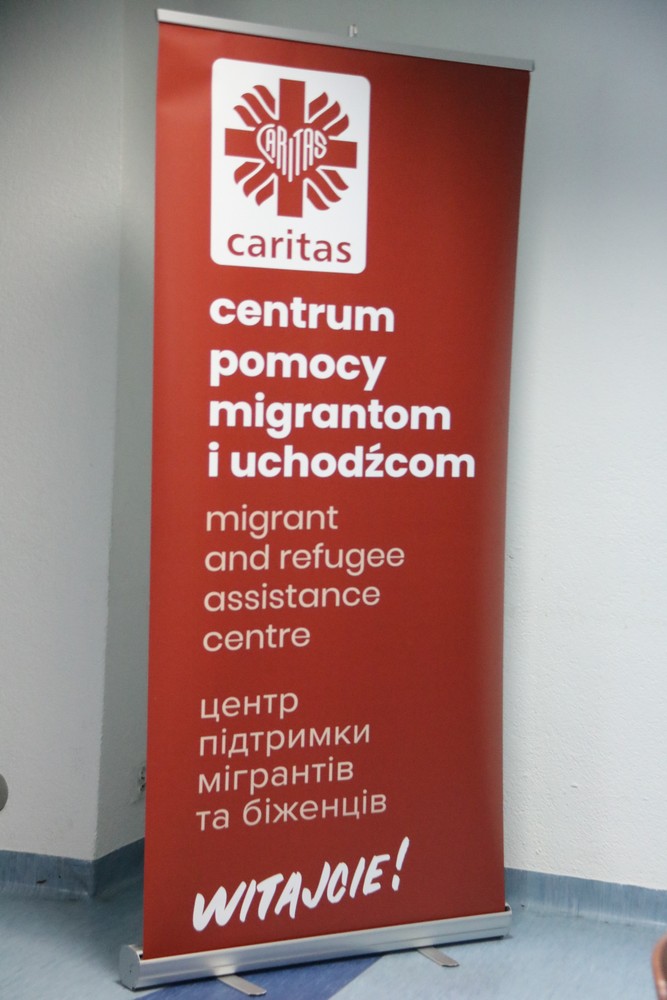 CARITAS
caritas
centrum
pomocy
migrantom
i uchodźcom
migrant
and refugee
assistance
centre
центр
підтримки
мігрантів
та біженців
WITAJCIE!